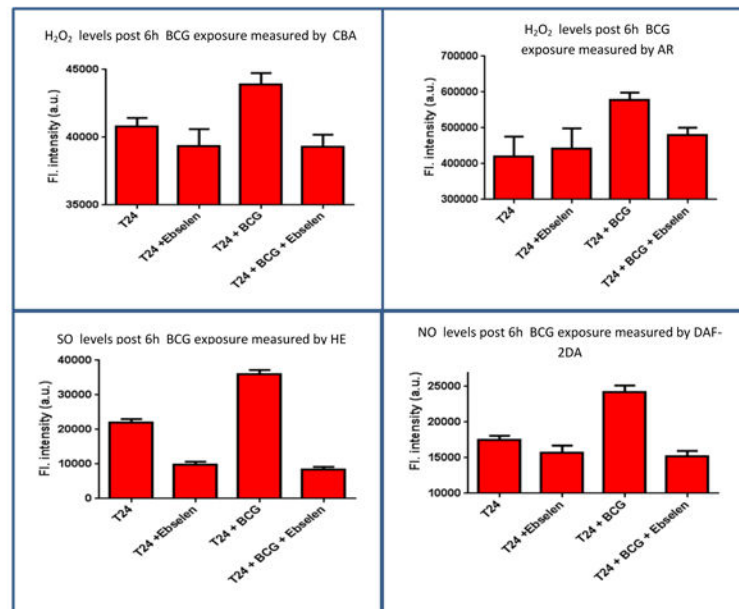 H₂O₂ levels post 6h BCG exposure measured by CBA
Fl. intensity (a.u.)
45000
40000
35000
T24
T24 +Ebselen
T24 + BCG
T24 + BCG + Ebselen
H₂O₂ levels post 6h BCG
exposure measured by AR
Fl. intensity (a.u.)
700000
600000
500000
400000
300000
T24
T24 +Ebselen
T24 + BCG
T24 + BCG + Ebselen
SO levels post 6h BCG exposure measured by HE
Fl. intensity (a.u.)
40000
30000
20000
10000
0
T24
T24 +Ebselen
T24 + BCG
T24 + BCG + Ebselen
NO levels post 6h BCG exposure measured by DAF-
2DA
Fl. intensity (a.u.)
25000
20000
15000
10000
T24
T24 +Ebselen
T24 + BCG
T24 + BCG + Ebselen